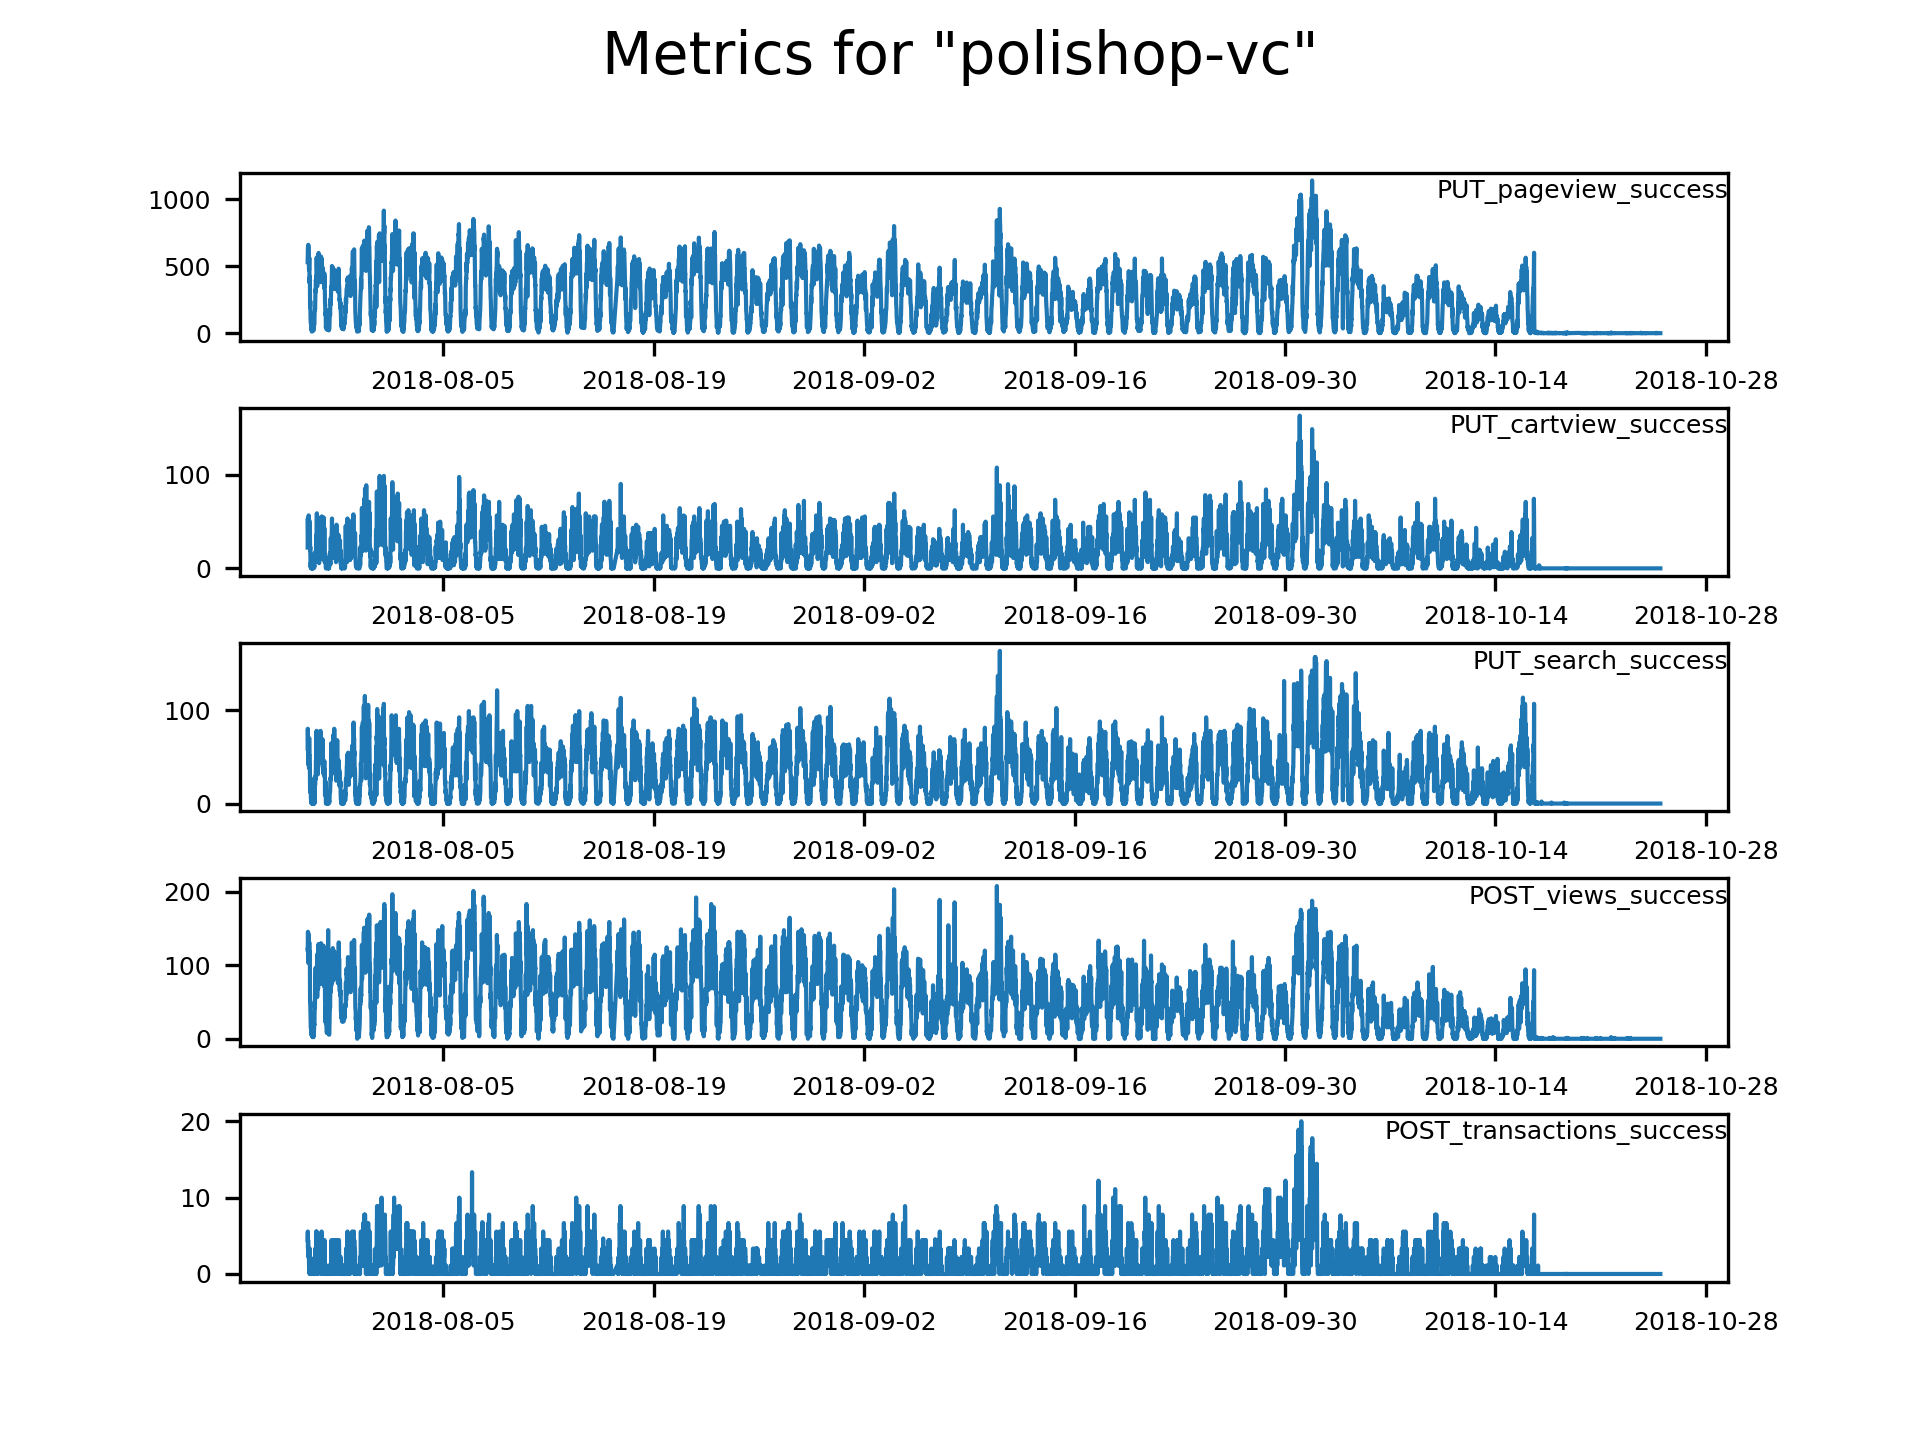 Metrics for "polishop-vc"
1000
500
0
PUT_pageview_success
2018-08-05 2018-08-19 2018-09-02 2018-09-16 2018-09-30 2018-10-14 2018-10-28
100
0
PUT_cartview_success
2018-08-05 2018-08-19 2018-09-02 2018-09-16 2018-09-30 2018-10-14 2018-10-28
100
0
PUT_search_success
2018-08-05 2018-08-19 2018-09-02 2018-09-16 2018-09-30 2018-10-14 2018-10-28
200
100
0
POST_views_success
2018-08-05 2018-08-19 2018-09-02 2018-09-16 2018-09-30 2018-10-14 2018-10-28
20
10
0
POST_transactions_success
2018-08-05 2018-08-19 2018-09-02 2018-09-16 2018-09-30 2018-10-14 2018-10-28